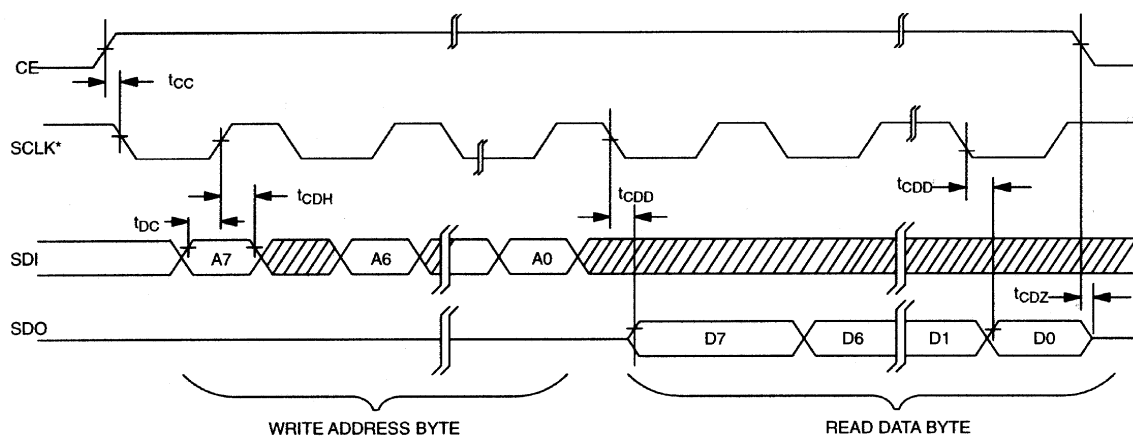 CE
tCC
SCLK*
tCDH
tDC
tCDD
tCDD
SDI
A7
A6
A0
tCDZ
SDO
D7
D6
D1
D0
WRITE ADDRESS BYTE
READ DATA BYTE